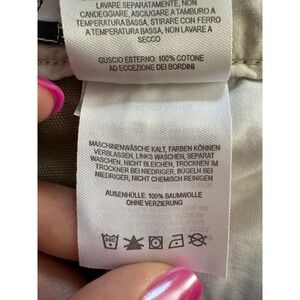 LAVARE SEPARATAMENTE, NON
CANDEGGIARE, ASCIUGARE A TAMBURO A
TEMPERATURA BASSA, STIRARE CON FERRO
A TEMPERATURA BASSA, NON LAVARE A
SECCO
GUSCIO ESTERNO: 100% COTONE
AD ECCEZIONE DEI BORDINI
MASCHINENWÄSCHE KALT, FARBEN KÖNNEN
VERBLASSEN, LINKS WASCHEN, SEPARAT
WASCHEN, NICHT BLEICHEN, TROCKNEN IM
TROCKNER BEI NIEDRIGER, BÜGELN BEI
NIEDRIGER, NICHT CHEMISCH REINIGEN
AUßENHÜLLE: 100% BAUMWOLLE
OHNE VERZIERUNG